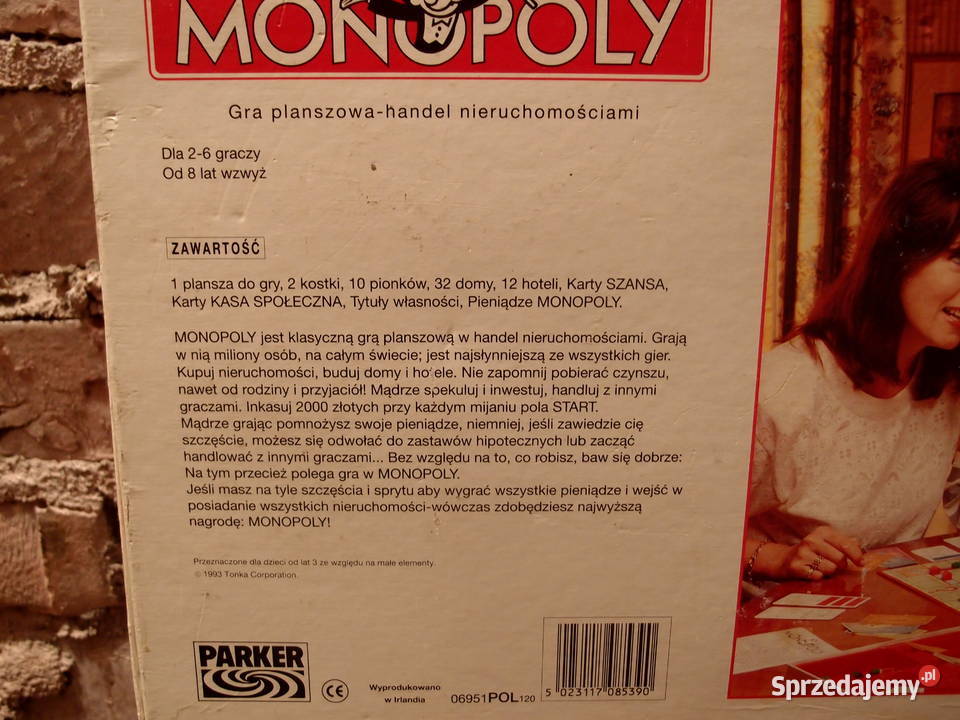 MONOPOLY
Gra planszowa-handel nieruchomościami
Dla 2-6 graczy
Od 8 lat wzwyż
ZAWARTOŚĆ
1 plansza do gry, 2 kostki, 10 pionków, 32 domy, 12 hoteli, Karty SZANSA,
Karty KASA SPOŁECZNA, Tytuły własności, Pieniądze MONOPOLY.
MONOPOLY jest klasyczną grą planszową w handel nieruchomościami. Grają
w nią miliony osób, na całym świecie; jest najsłynniejszą ze wszystkich gier.
Kupuj nieruchomości, buduj domy i ho ele. Nie zapomnij pobierać czynszu,
nawet od rodziny i przyjaciół! Mądrze spekuluj i inwestuj, handluj z innymi
graczami. Inkasuj 2000 złotych przy każdym mijaniu pola START.
Mądrze grając pomnożysz swoje pieniądze, niemniej, jeśli zawiedzie cię
szczęście, możesz się odwołać do zastawów hipotecznych lub zacząć
handlować z innymi graczami... Bez względu na to, co robisz, baw się dobrze:
Na tym przecież polega gra w MONOPOLY.
Jeśli masz na tyle szczęścia i sprytu aby wygrać wszystkie pieniądze i wejść w
posiadanie wszystkich nieruchomości-wówczas zdobędziesz najwyższą
nagrodę: MONOPOLY!
Przeznaczone dla dzieci od lat 3 ze względu na małe elementy.
© 1993 Tonka Corporation.
PARKER
CE
Wyprodukowano
w Irlandia
06951POL120
5 023117 085390
Sprzedajemy.pl